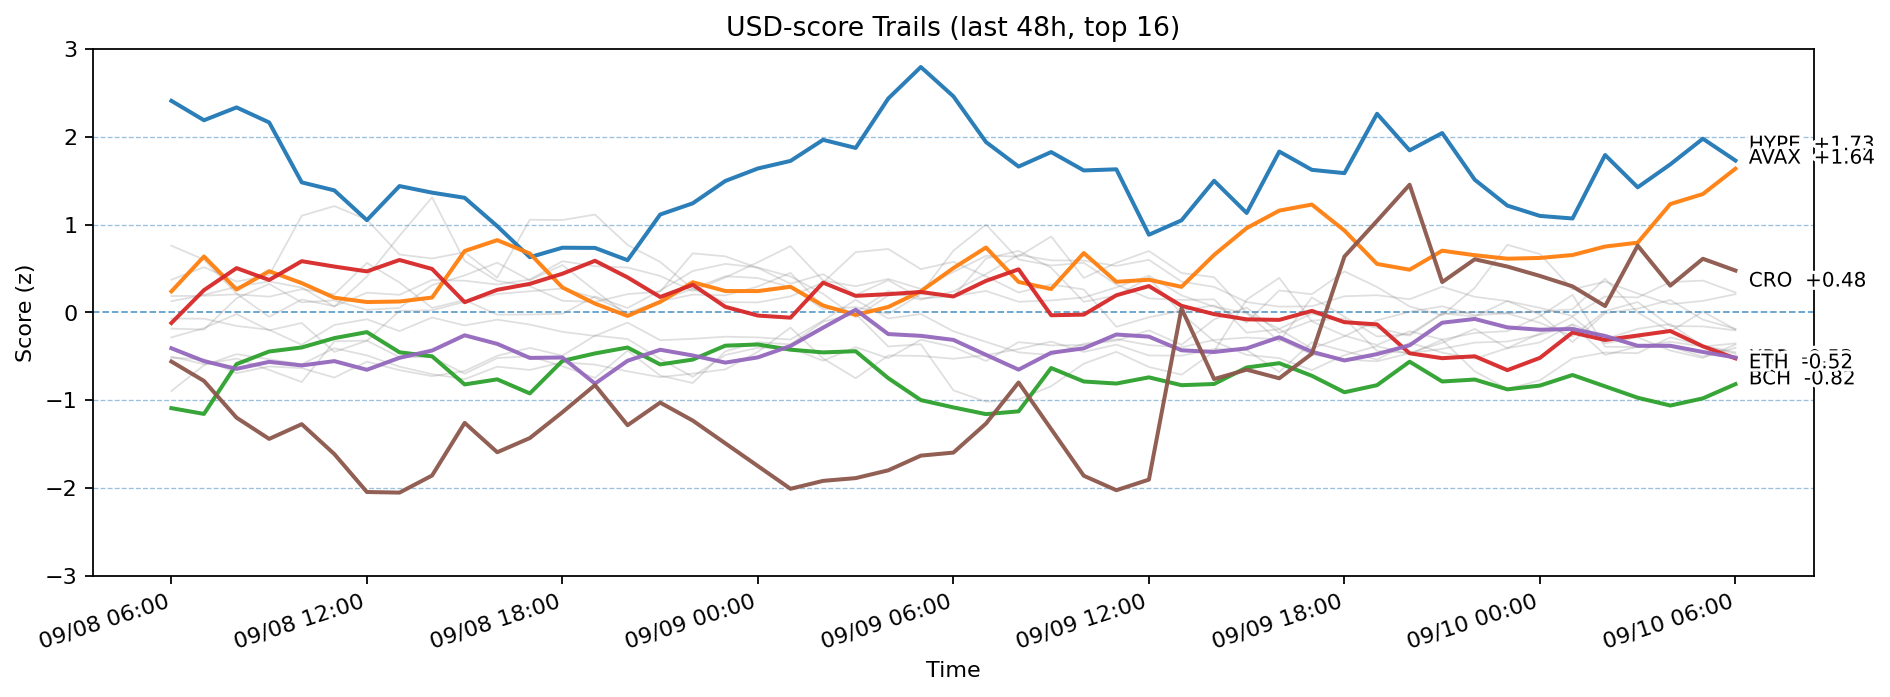 USD-score Trails (last 48h, top 16)
3
2
1
0
−1
−2
−3
Score (z)
HYPE +1.73
AVAX +1.64
CRO +0.48
ETH -0.52
BCH -0.82
09/08 06:00
09/08 12:00
09/08 18:00
09/09 00:00
09/09 06:00
09/09 12:00
09/09 18:00
09/10 00:00
09/10 06:00
Time